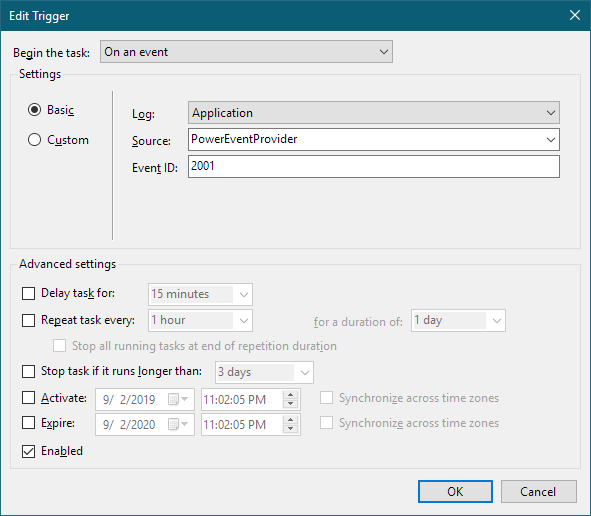 Edit Trigger
Begin the task: On an event
Settings
Basic
Custom
Log: Application
Source: PowerEventProvider
Event ID: 2001
Advanced settings
Delay task for: 15 minutes
Repeat task every: 1 hour for a duration of: 1 day
Stop all running tasks at end of repetition duration
Stop task if it runs longer than: 3 days
Activate: 9/ 2/2019 11:02:05 PM Synchronize across time zones
Expire: 9/ 2/2020 11:02:05 PM Synchronize across time zones
Enabled
OK Cancel